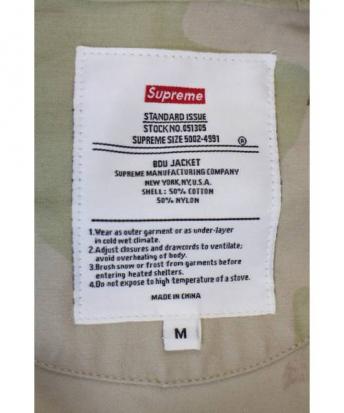 Supreme
STANDARD ISSUE
STOCK NO. 051305
SUPREME SIZE 5002-4991
®
BDU JACKET
SUPREME MANUFACTURING COMPANY
NEW YORK, NY, U.S.A.
SHELL: 50% COTTON
50% NYLON
1.Wear as outer garment or as under-layer
in cold wet climate.
2.Adjust closures and drawcords to ventilate;
avoid overheating of body.
3.Brush snow or frost from garments before
entering heated shelters.
4.Do not expose to high temperature of a stove.
MADE IN CHINA
M